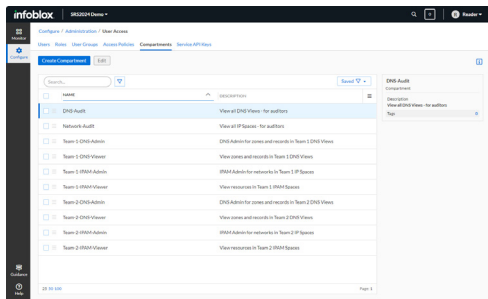 infoblox
SRS2024 Demo
Reader
Monitor
Configure
Configure / Administration / User Access
Users Roles User Groups Access Policies Compartments Service API Keys
Create Compartment Edit
Search...
Saved
NAME DESCRIPTION
DNS-Audit View all DNS Views - for auditors
Network-Audit View all IP Spaces - for auditors
Team-1-DNS-Admin DNS Admin for zones and records in Team 1 DNS Views
Team-1-DNS-Viewer View zones and records in Team 1 DNS Views
Team-1-IPAM-Admin IPAM Admin for networks in Team 1 IP Spaces
Team-1-IPAM-Viewer View resources in Team 1 IPAM Spaces
Team-2-DNS-Admin DNS Admin for zones and records in Team 2 DNS Views
Team-2-DNS-Viewer View zones and records in Team 2 DNS Views
Team-2-IPAM-Admin IPAM Admin for networks in Team 2 IP Spaces
Team-2-IPAM-Viewer View resources in Team 2 IPAM Spaces
DNS-Audit
Compartment
Description
View all DNS Views - for auditors
Tags
Guidance
Help
Page 1